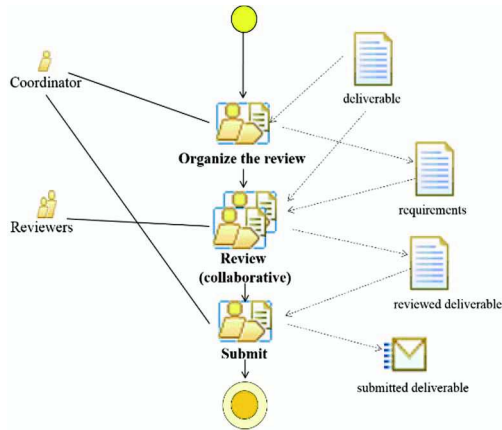 Coordinator
deliverable
Organize the review
requirements
Reviewers
Review
(collaborative)
reviewed deliverable
Submit
submitted deliverable